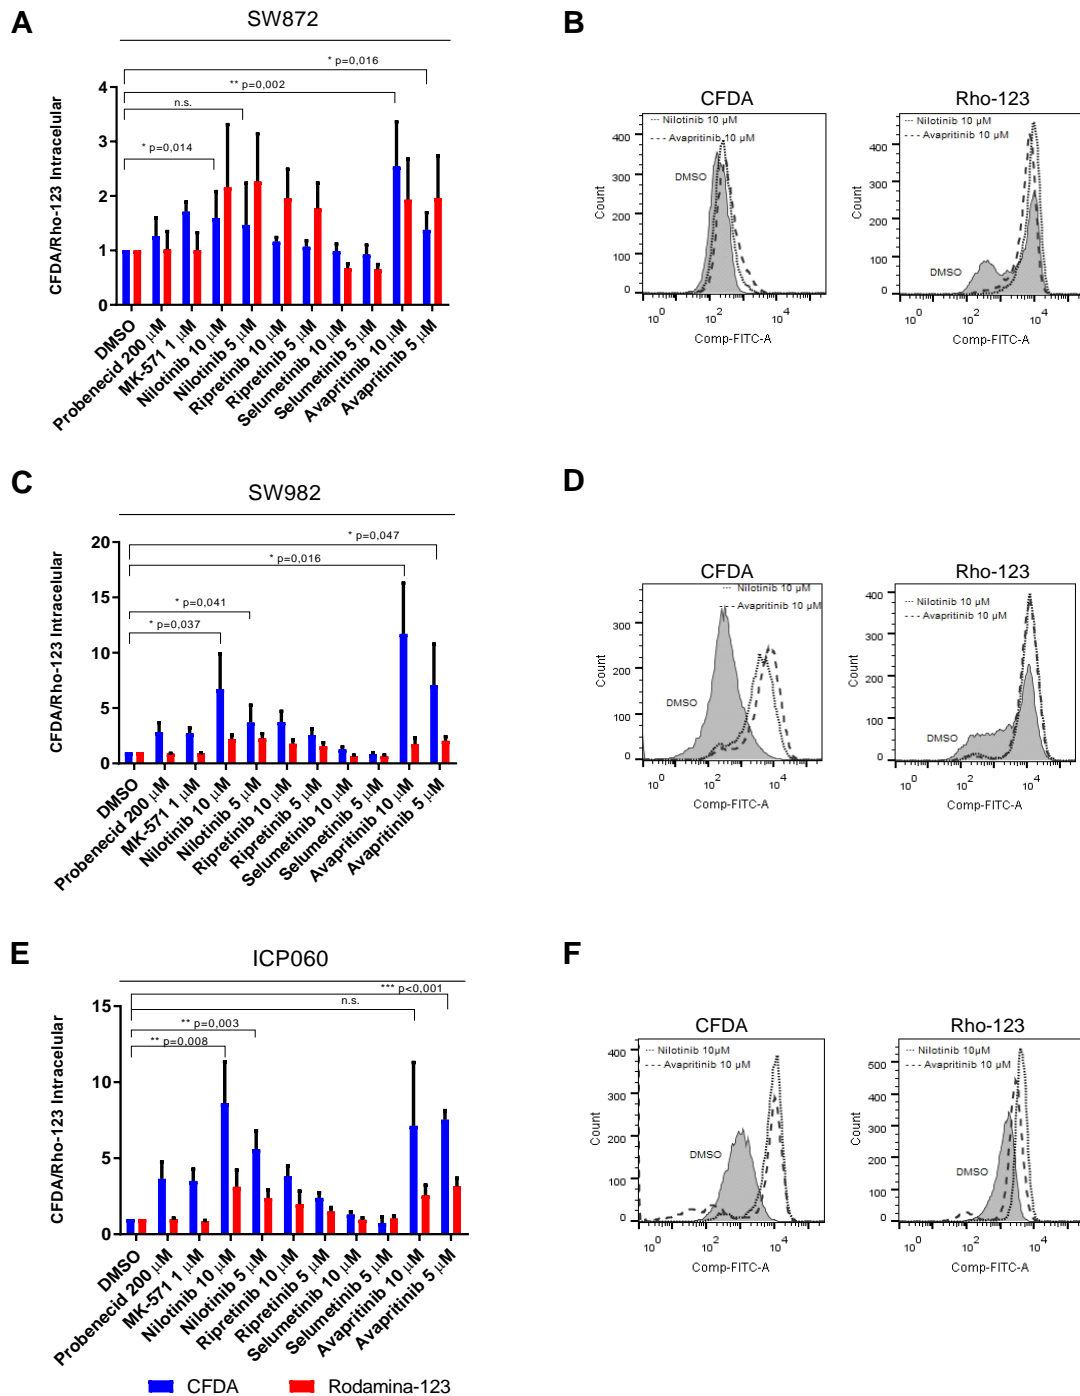 A
SW872
* p=0,016
** p=0,002
n.s.
* p=0,014
CFDA/Rho-123 Intracelular
4
3
2
1
0
DMSO
Probenecid 200 µM
MK-571 1 µM
Nilotinib 10 µM
Nilotinib 5 µM
Ripretinib 10 µM
Ripretinib 5 µM
Selumetinib 10 µM
Selumetinib 5 µM
Avapritinib 10 µM
Avapritinib 5 µM
B
CFDA
Nilotinib 10 µM
Avapritinib 10 µM
DMSO
Count
400
300
200
100
0
10^0 10^2 10^4
Comp-FITC-A
Rho-123
Nilotinib 10 µM
Avapritinib 10 µM
DMSO
Count
400
300
200
100
0
10^0 10^2 10^4
Comp-FITC-A
C
SW982
* p=0,047
* p=0,016
* p=0,041
* p=0,037
CFDA/Rho-123 Intracelular
20
15
10
5
0
DMSO
Probenecid 200 µM
MK-571 1 µM
Nilotinib 10 µM
Nilotinib 5 µM
Ripretinib 10 µM
Ripretinib 5 µM
Selumetinib 10 µM
Selumetinib 5 µM
Avapritinib 10 µM
Avapritinib 5 µM
D
CFDA
Nilotinib 10 µM
Avapritinib 10 µM
DMSO
Count
300
200
100
0
10^0 10^2 10^4
Comp-FITC-A
Rho-123
Nilotinib 10 µM
Avapritinib 10 µM
DMSO
Count
400
300
200
100
0
10^0 10^2 10^4
Comp-FITC-A
E
ICP060
*** p<0,001
n.s.
** p=0,003
** p=0,008
CFDA/Rho-123 Intracelular
15
10
5
0
DMSO
Probenecid 200 µM
MK-571 1 µM
Nilotinib 10 µM
Nilotinib 5 µM
Ripretinib 10 µM
Ripretinib 5 µM
Selumetinib 10 µM
Selumetinib 5 µM
Avapritinib 10 µM
Avapritinib 5 µM
CFDA
Rodamina-123
F
CFDA
Nilotinib 10µM
Avapritinib 10 µM
DMSO
Count
400
300
200
100
0
10^0 10^2 10^4
Comp-FITC-A
Rho-123
Nilotinib 10µM
Avapritinib 10 µM
DMSO
Count
500
400
300
200
100
0
10^0 10^2 10^4
Comp-FITC-A